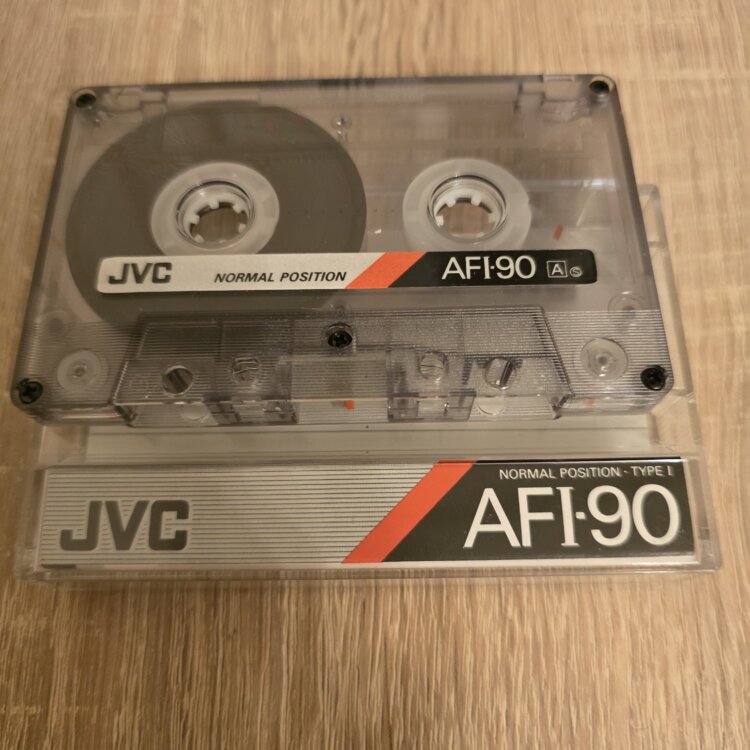 JVC NORMAL POSITION AFI-90 A S
NORMAL POSITION · TYPE I
JVC AFI·90